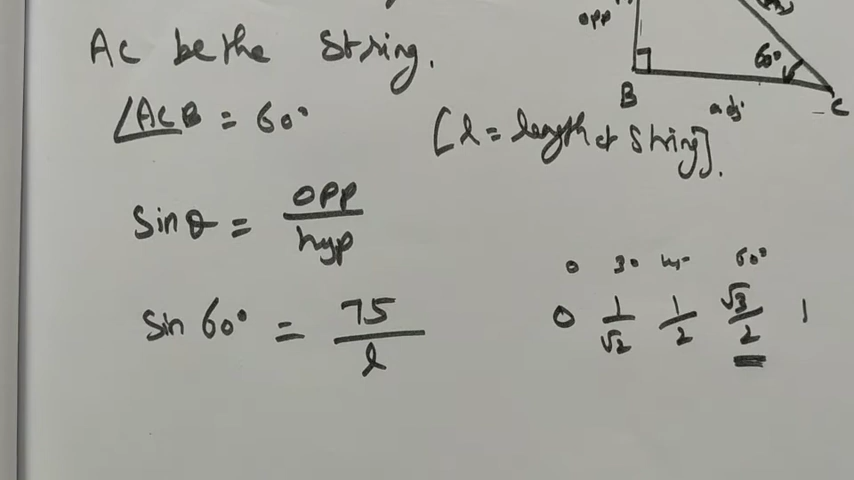 opp
AC be the string.
60°
B
adj
C
∠ACB = 60°
[l = length of string].
sinθ = opp/hyp
0 30 45 60°
sin 60° = 75/l
0 1/√2 1/2 √3/2 1